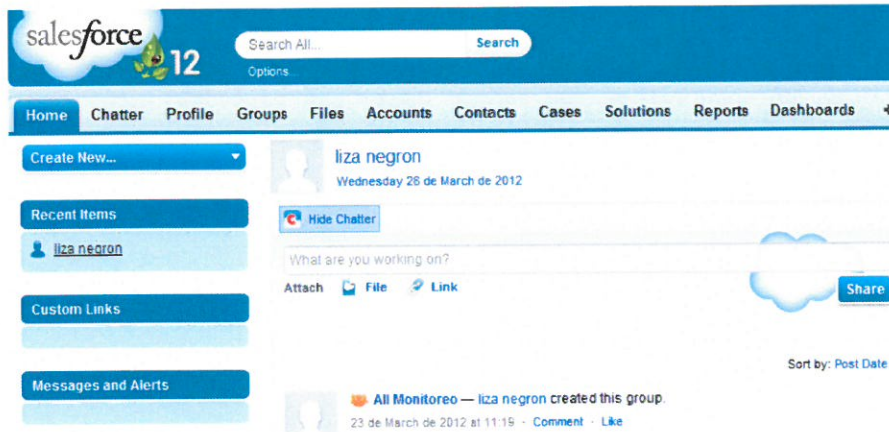 salesforce 12
Search All...
Search
Options...
Home Chatter Profile Groups Files Accounts Contacts Cases Solutions Reports Dashboards
Create New...
liza negron
Wednesday 28 de March de 2012
Recent Items
liza negron
Hide Chatter
What are you working on?
Attach File Link
Share
Custom Links
Sort by: Post Date
Messages and Alerts
All Monitoreo — liza negron created this group.
23 de March de 2012 at 11:19 · Comment · Like